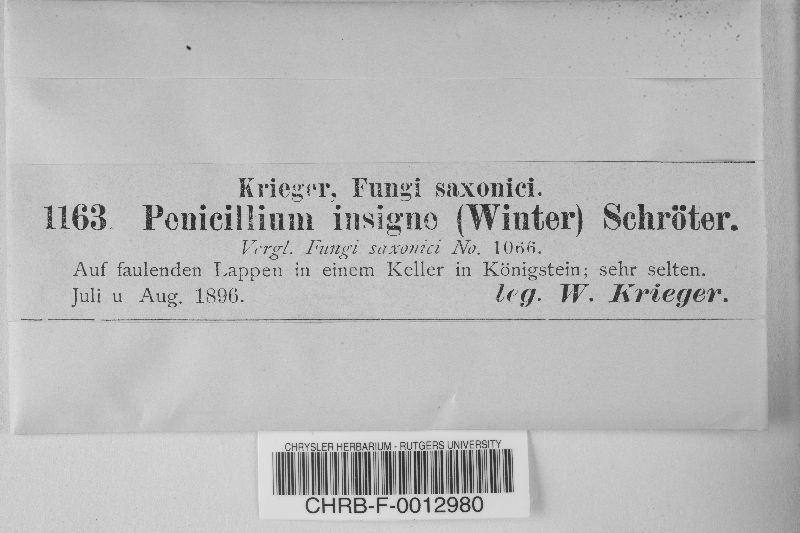 Krieger, Fungi saxonici.
1163. Penicillium insigne (Winter) Schröter.
Vergl. Fungi saxonici No. 1066.
Auf faulenden Lappen in einem Keller in Königstein; sehr selten.
Juli u Aug. 1896. leg. W. Krieger.
CHRYSLER HERBARIUM - RUTGERS UNIVERSITY
CHRB-F-0012980